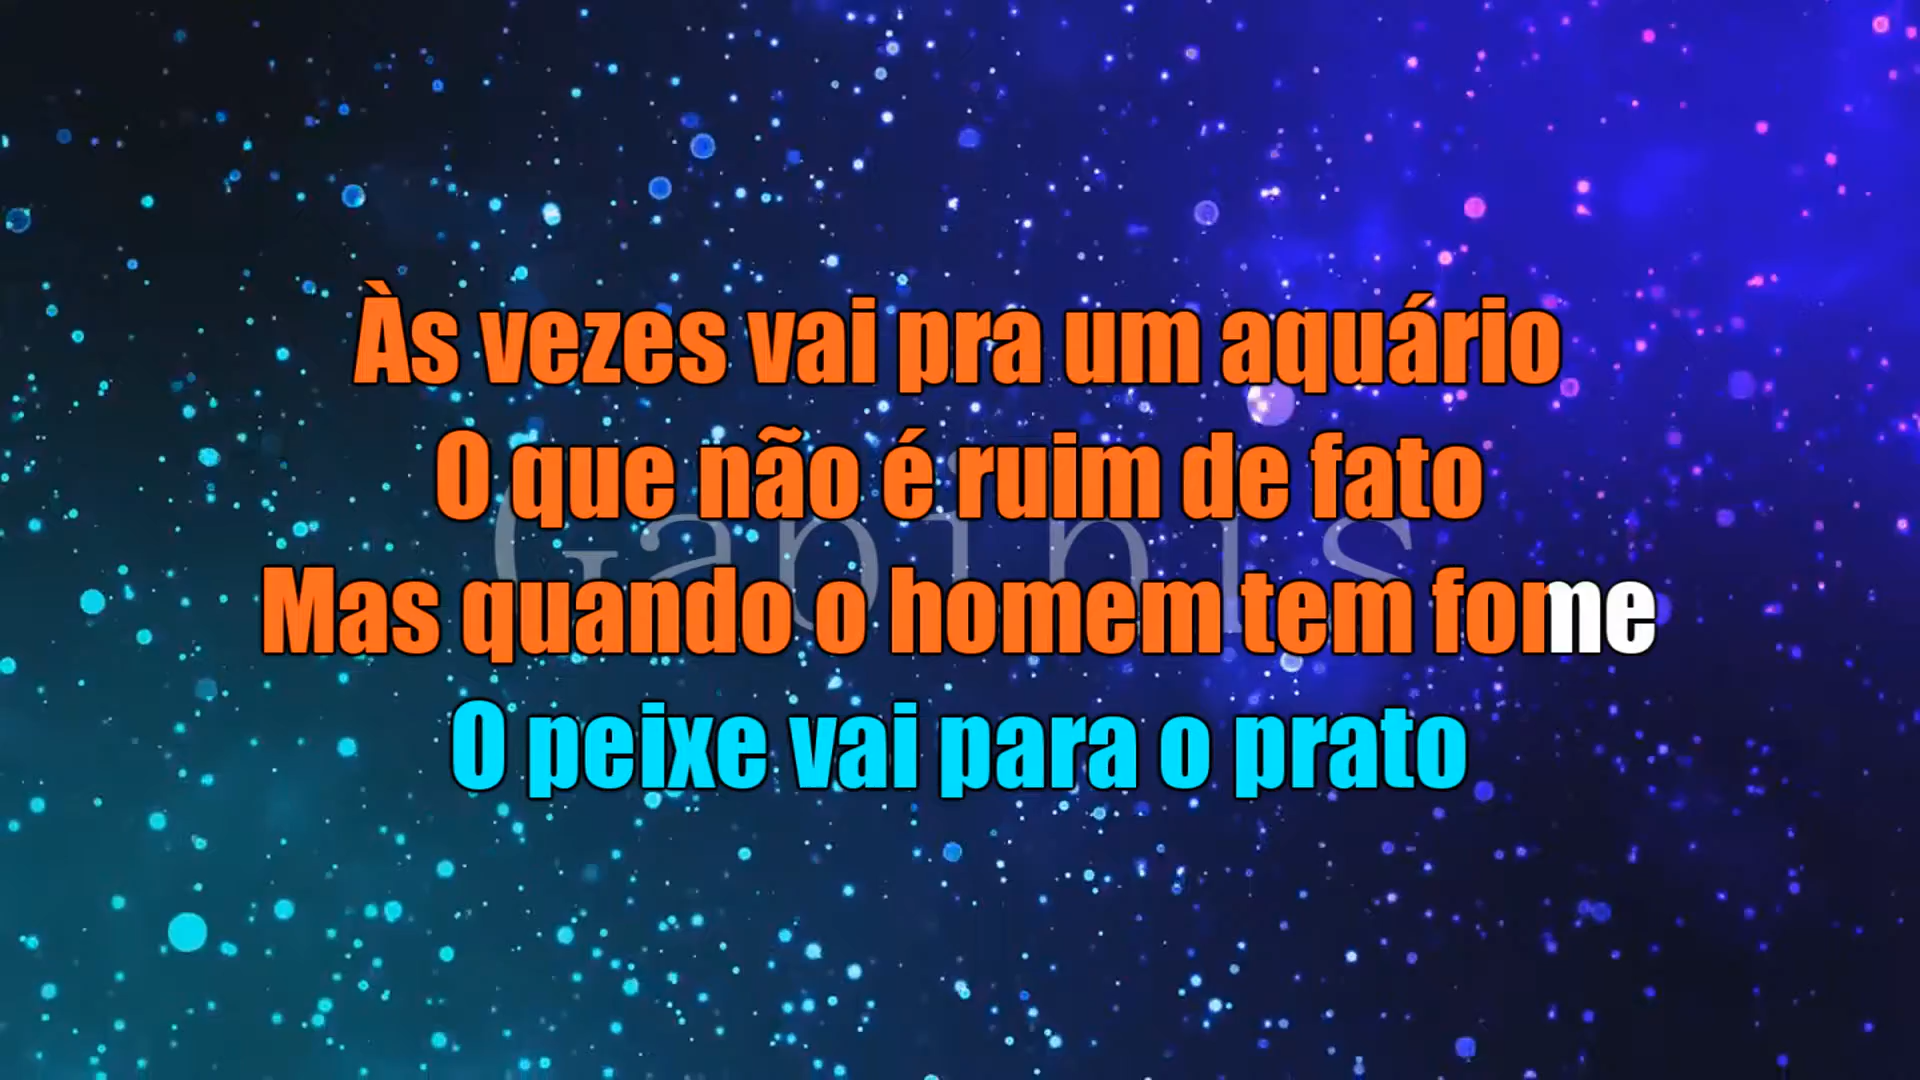 Às vezes vai pra um aquário
O que não é ruim de fato
Mas quando o homem tem fome
O peixe vai para o prato